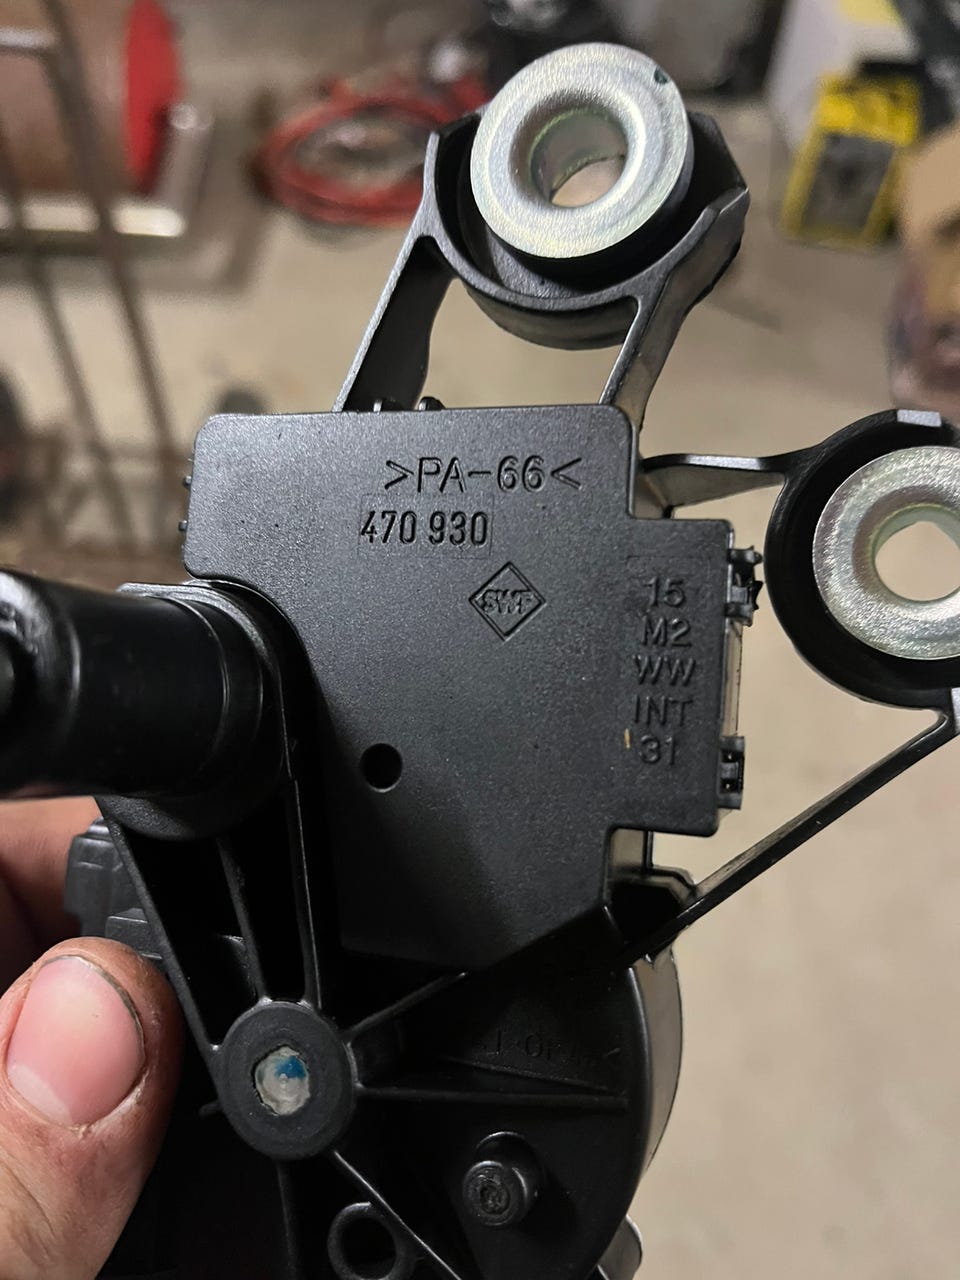 >PA-66<
470 930
SWF
15
M2
WW
INT
31